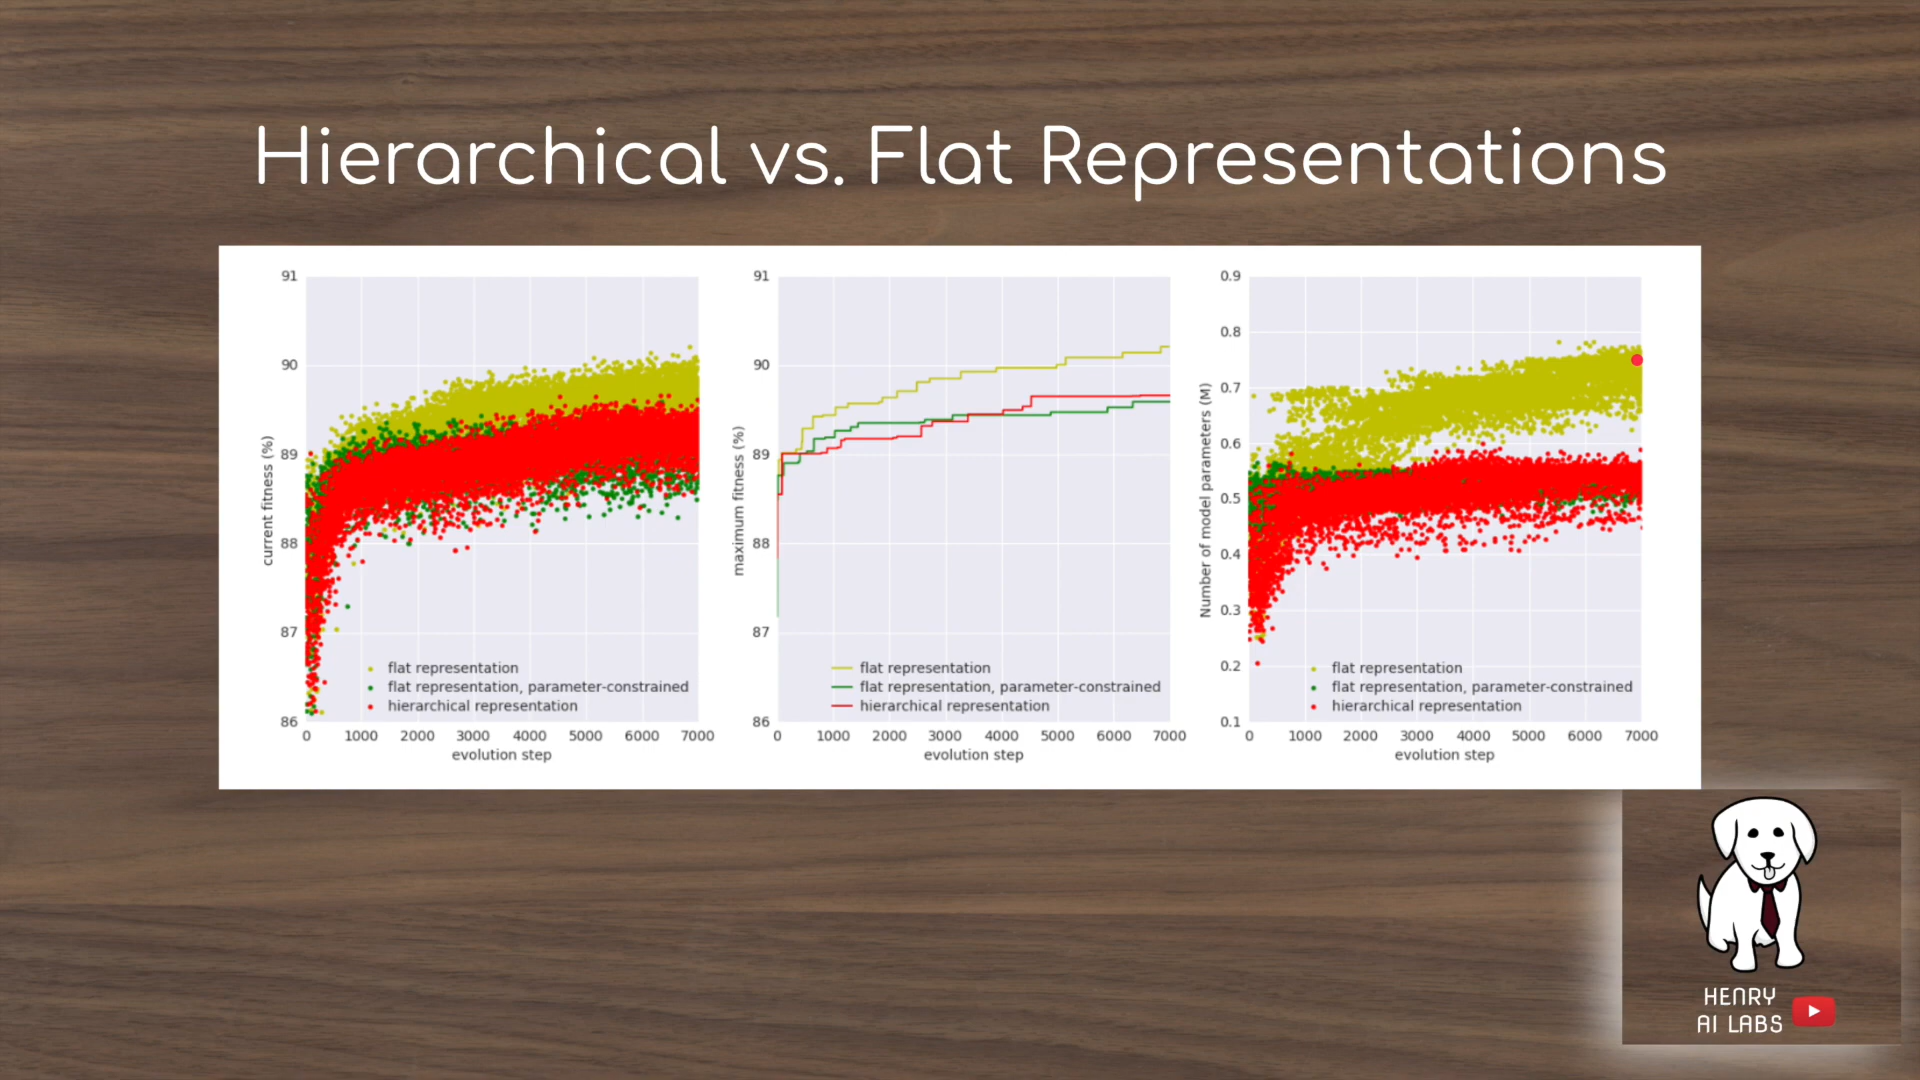 Hierarchical vs. Flat Representations
91
90
89
88
87
86
current fitness (%)
flat representation
flat representation, parameter-constrained
hierarchical representation
0 1000 2000 3000 4000 5000 6000 7000
evolution step
91
90
89
88
87
86
maximum fitness (%)
flat representation
flat representation, parameter-constrained
hierarchical representation
0 1000 2000 3000 4000 5000 6000 7000
evolution step
0.9
0.8
0.7
0.6
0.5
0.4
0.3
0.2
0.1
Number of model parameters (M)
flat representation
flat representation, parameter-constrained
hierarchical representation
0 1000 2000 3000 4000 5000 6000 7000
evolution step
HENRY
AI LABS